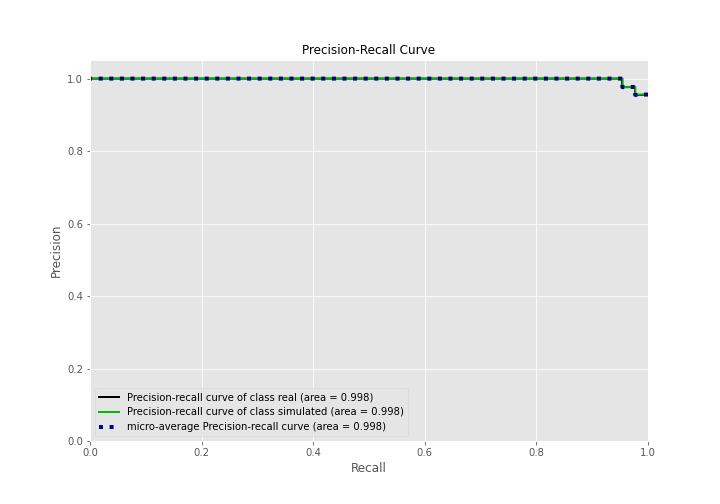 Precision-Recall Curve
1.0
0.8
0.6
0.4
0.2
0.0
Precision
Precision-recall curve of class real (area = 0.998)
Precision-recall curve of class simulated (area = 0.998)
micro-average Precision-recall curve (area = 0.998)
0.0 0.2 0.4 0.6 0.8 1.0
Recall